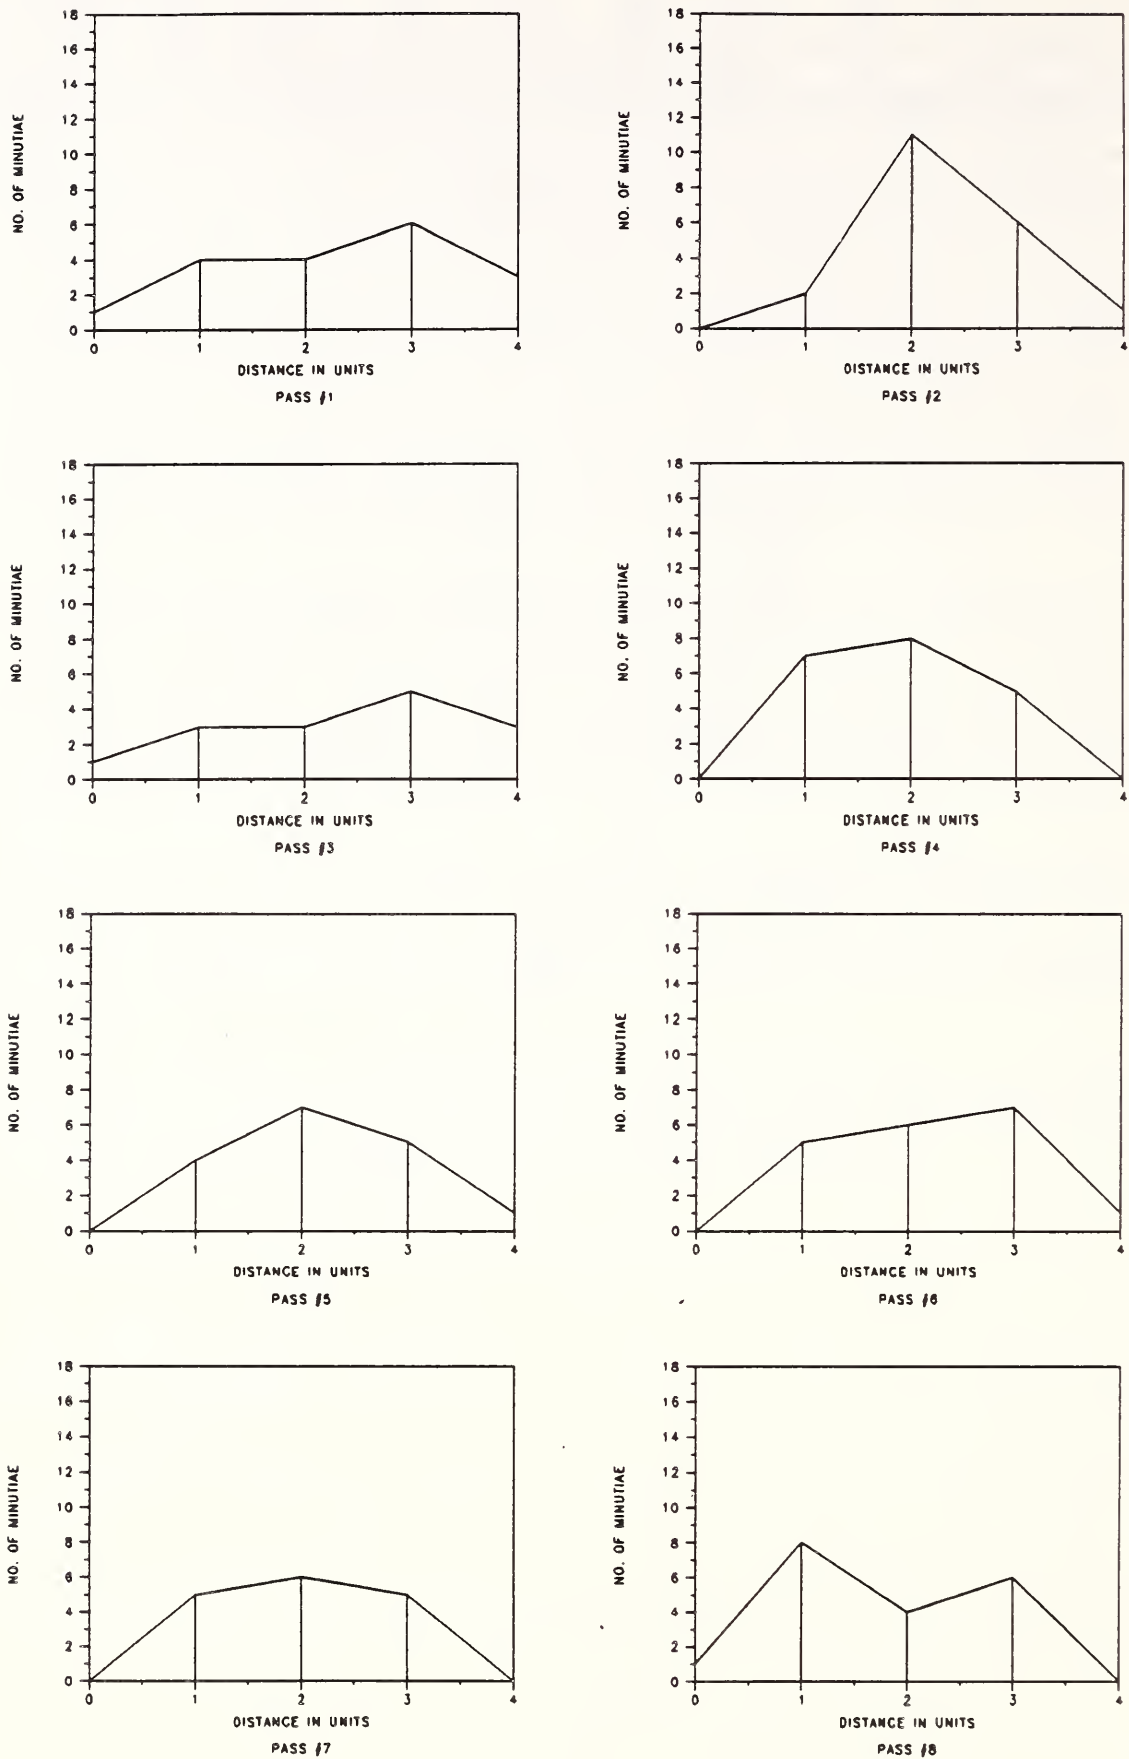 NO. OF MINUTIAE
18
16
14
12
10
8
6
4
2
0
0 1 2 3 4
DISTANCE IN UNITS
PASS #1
NO. OF MINUTIAE
18
16
14
12
10
8
6
4
2
0
0 1 2 3 4
DISTANCE IN UNITS
PASS #2
NO. OF MINUTIAE
18
16
14
12
10
8
6
4
2
0
0 1 2 3 4
DISTANCE IN UNITS
PASS #3
NO. OF MINUTIAE
18
16
14
12
10
8
6
4
2
0
0 1 2 3 4
DISTANCE IN UNITS
PASS #4
NO. OF MINUTIAE
18
16
14
12
10
8
6
4
2
0
0 1 2 3 4
DISTANCE IN UNITS
PASS #5
NO. OF MINUTIAE
18
16
14
12
10
8
6
4
2
0
0 1 2 3 4
DISTANCE IN UNITS
PASS #6
NO. OF MINUTIAE
18
16
14
12
10
8
6
4
2
0
0 1 2 3 4
DISTANCE IN UNITS
PASS #7
NO. OF MINUTIAE
18
16
14
12
10
8
6
4
2
0
0 1 2 3 4
DISTANCE IN UNITS
PASS #8